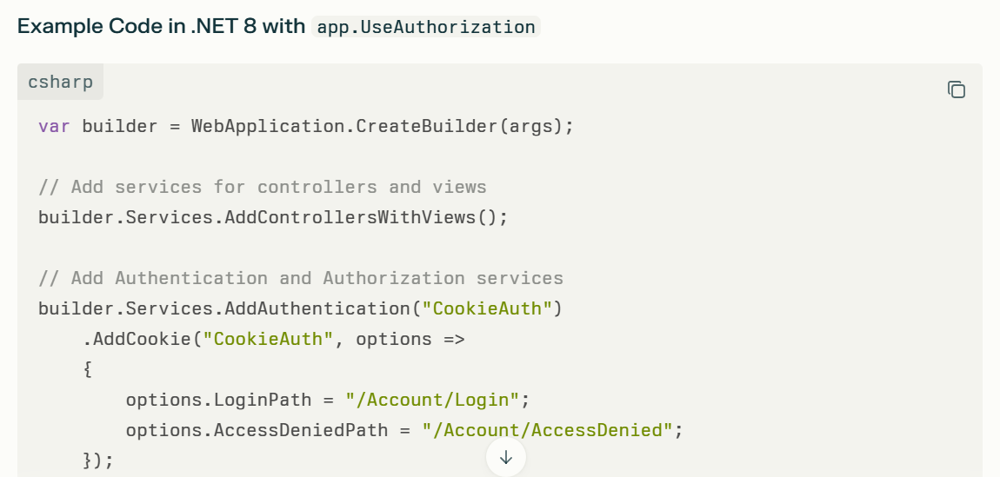 Example Code in .NET 8 with app.UseAuthorization
csharp
var builder = WebApplication.CreateBuilder(args);
// Add services for controllers and views
builder.Services.AddControllersWithViews();
// Add Authentication and Authorization services
builder.Services.AddAuthentication("CookieAuth")
    .AddCookie("CookieAuth", options =>
    {
        options.LoginPath = "/Account/Login";
        options.AccessDeniedPath = "/Account/AccessDenied";
    });